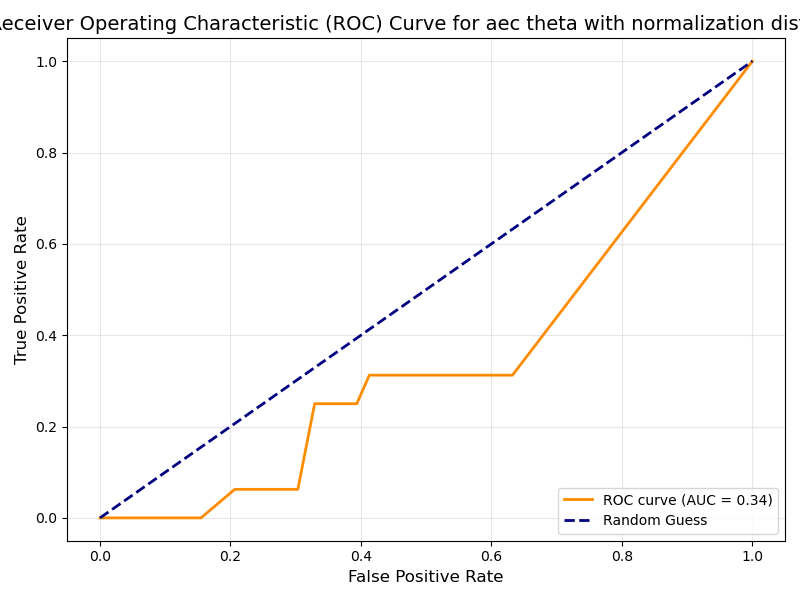 Receiver Operating Characteristic (ROC) Curve for aec theta with normalization dis
True Positive Rate
1.0
0.8
0.6
0.4
0.2
0.0
0.0 0.2 0.4 0.6 0.8 1.0
False Positive Rate
ROC curve (AUC = 0.34)
Random Guess